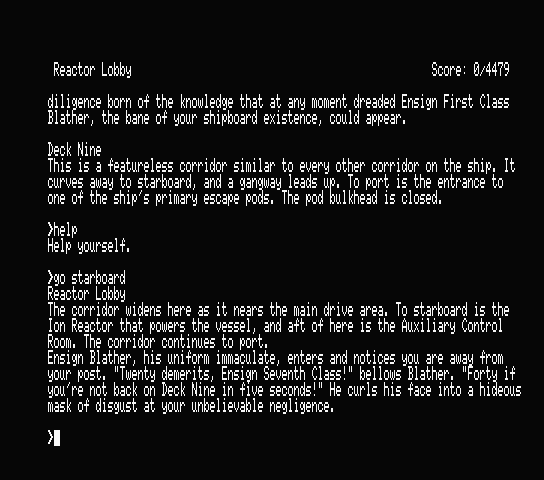 Reactor Lobby Score: 0/4479
diligence born of the knowledge that at any moment dreaded Ensign First Class
Blather, the bane of your shipboard existence, could appear.
Deck Nine
This is a featureless corridor similar to every other corridor on the ship. It
curves away to starboard, and a gangway leads up. To port is the entrance to
one of the ship's primary escape pods. The pod bulkhead is closed.
>help
Help yourself.
>go starboard
Reactor Lobby
The corridor widens here as it nears the main drive area. To starboard is the
Ion Reactor that powers the vessel, and aft of here is the Auxiliary Control
Room. The corridor continues to port.
Ensign Blather, his uniform immaculate, enters and notices you are away from
your post. "Twenty demerits, Ensign Seventh Class!" bellows Blather. "Forty if
you're not back on Deck Nine in five seconds!" He curls his face into a hideous
mask of disgust at your unbelievable negligence.
>